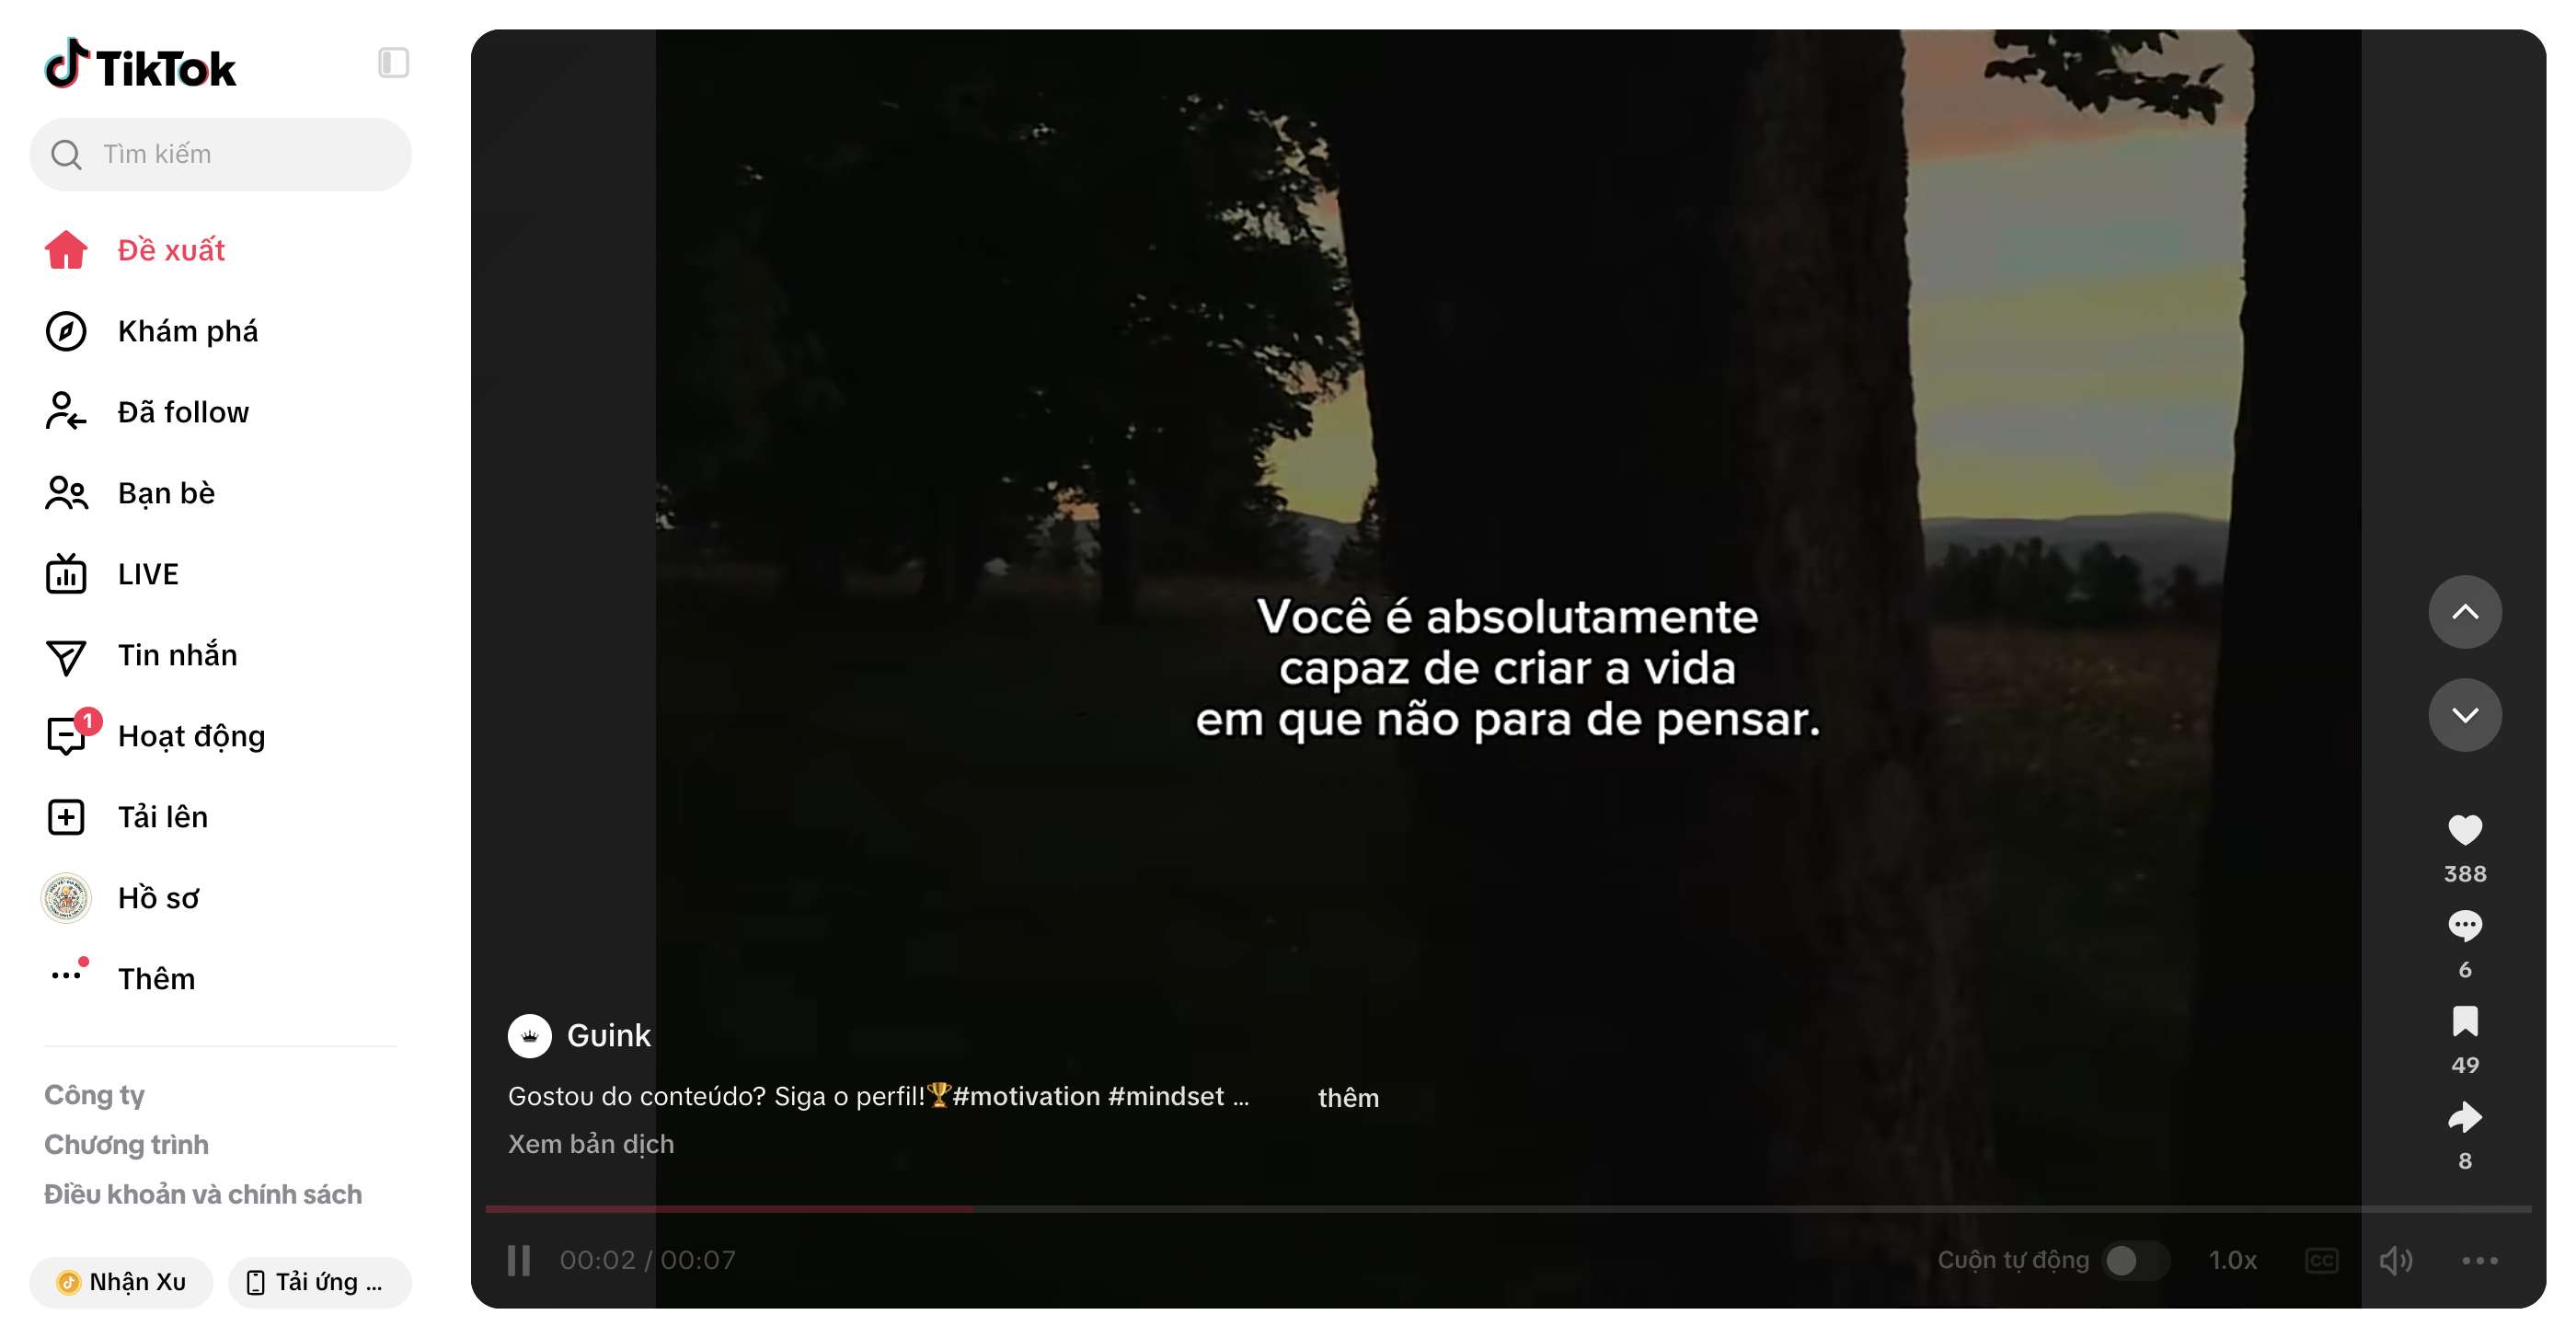 TikTok
Tìm kiếm
Đề xuất
Khám phá
Đã follow
Bạn bè
LIVE
Tin nhắn
1
Hoạt động
Tải lên
Hồ sơ
Thêm
Công ty
Chương trình
Điều khoản và chính sách
Nhận Xu
Tải ứng ...
Você é absolutamente
capaz de criar a vida
em que não para de pensar.
388
6
49
8
Guink
Gostou do conteúdo? Siga o perfil!🏆#motivation #mindset ... thêm
Xem bản dịch
00:02 / 00:07
Cuộn tự động
1.0x
CC